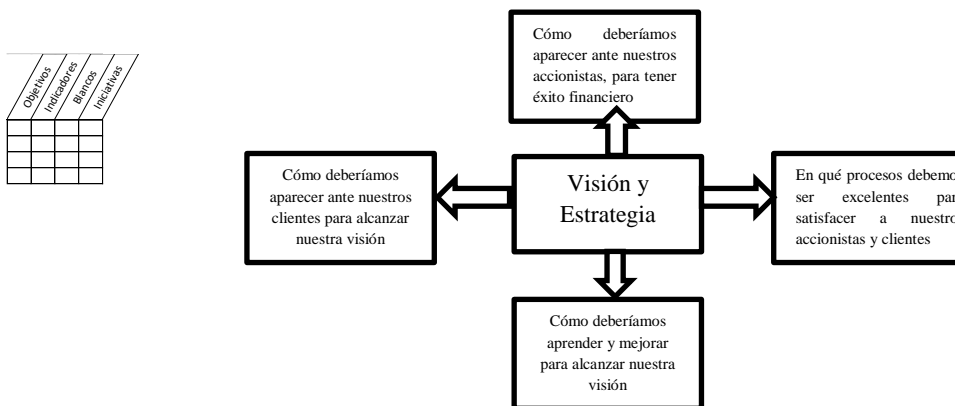 Objetivos
Indicadores
Blancos
Iniciativas
Cómo deberíamos
aparecer ante nuestros
accionistas, para tener
éxito financiero
Cómo deberíamos
aparecer ante nuestros
clientes para alcanzar
nuestra visión
Visión y
Estrategia
En qué procesos debemo
ser excelentes par
satisfacer a nuestro
accionistas y clientes
Cómo deberíamos
aprender y mejorar
para alcanzar nuestra
visión